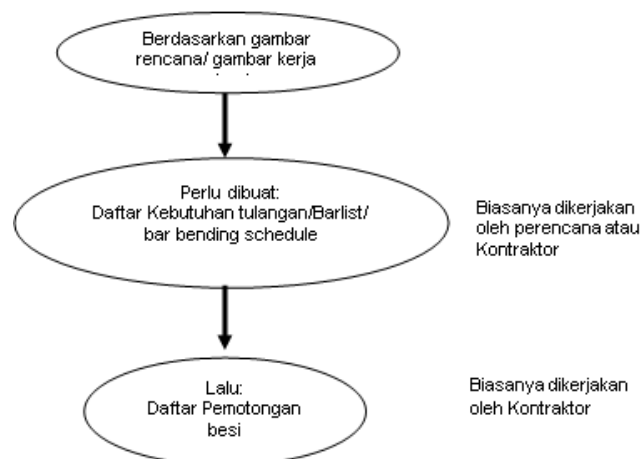 Berdasarkan gambar
rencana/ gambar kerja
Perlu dibuat:
Daftar Kebutuhan tulangan/Barlist/
bar bending schedule
Biasanya dikerjakan
oleh perencana atau
Kontraktor
Lalu:
Daftar Pemotongan
besi
Biasanya dikerjakan
oleh Kontraktor